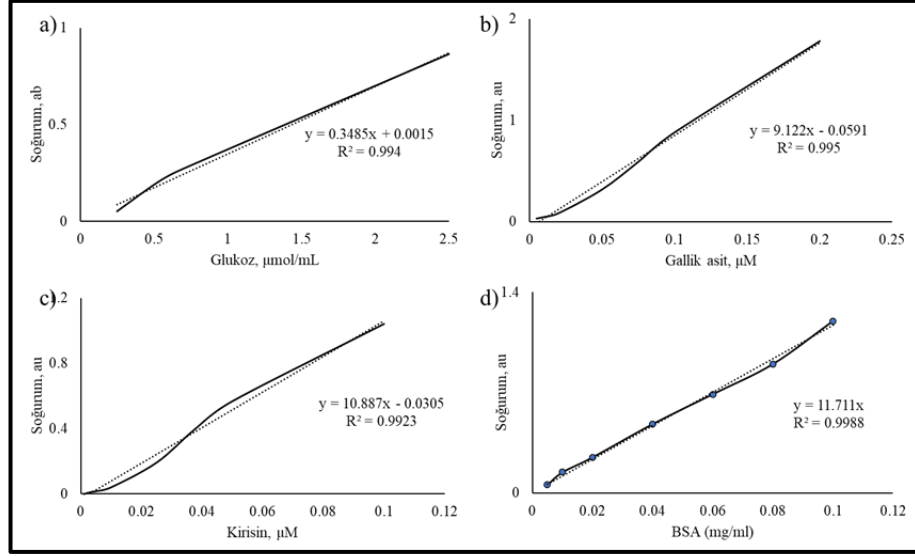 a)
1
0.5
0
Soğurum, ab
y = 0.3485x + 0.0015
R² = 0.994
0 0.5 1 1.5 2 2.5
Glukoz, μmol/mL
b)
2
1
0
Soğurum, au
y = 9.122x - 0.0591
R² = 0.995
0 0.05 0.1 0.15 0.2 0.25
Gallik asit, μM
c)
1.2
0.8
0.4
0
Soğurum, au
y = 10.887x - 0.0305
R² = 0.9923
0 0.02 0.04 0.06 0.08 0.1 0.12
Kirisin, μM
d)
1.4
0
Soğurum, au
y = 11.711x
R² = 0.9988
0 0.02 0.04 0.06 0.08 0.1 0.12
BSA (mg/ml)